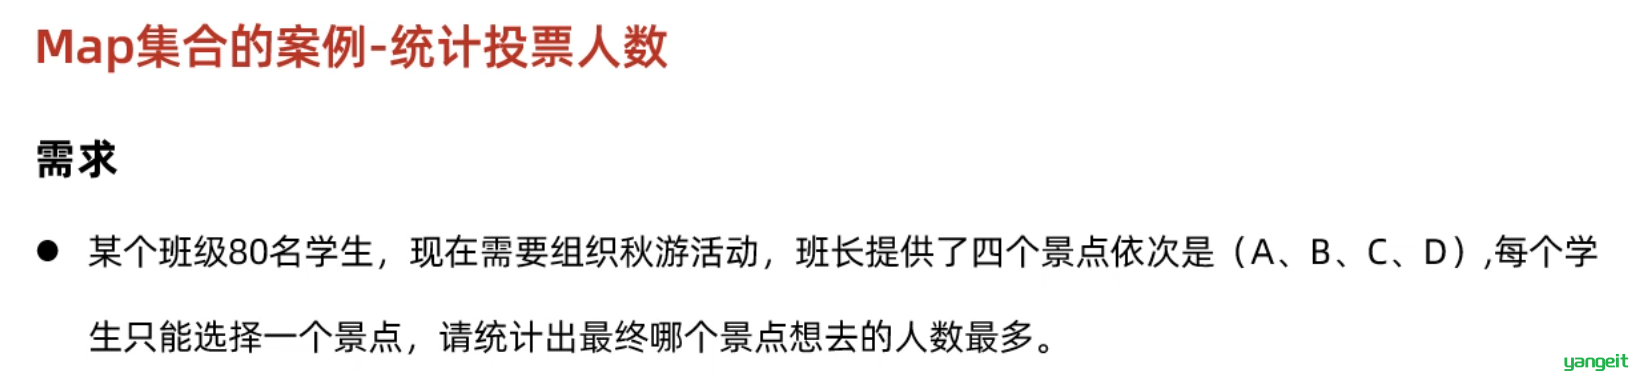 Map集合的案例-统计投票人数
需求
● 某个班级80名学生，现在需要组织秋游活动，班长提供了四个景点依次是（A、B、C、D）,每个学
生只能选择一个景点，请统计出最终哪个景点想去的人数最多。
yangeit